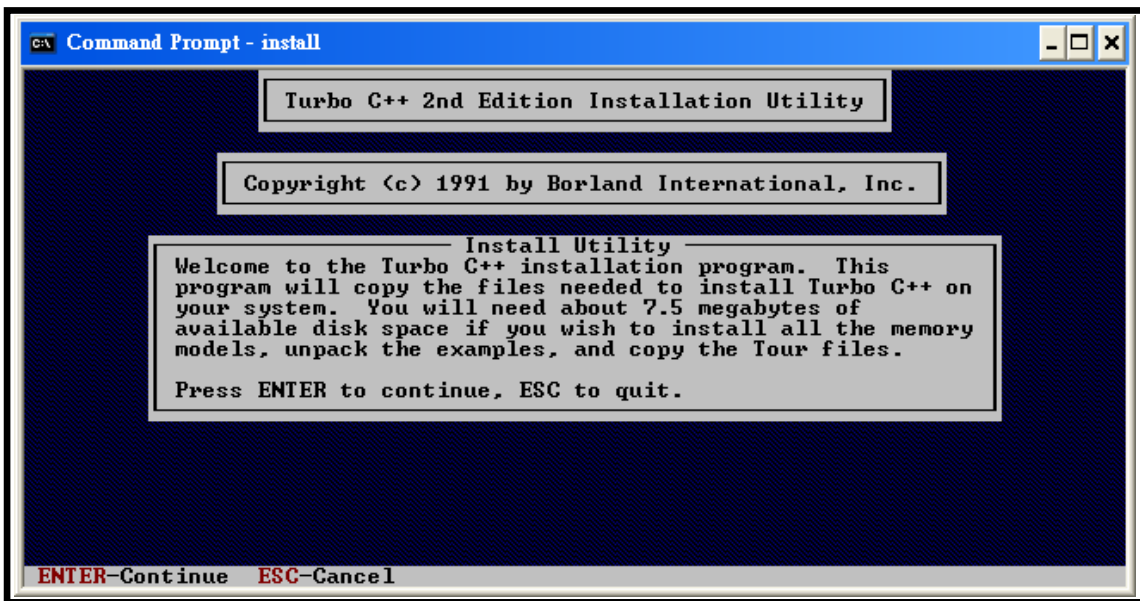 C:\ Command Prompt - install
Turbo C++ 2nd Edition Installation Utility
Copyright (c) 1991 by Borland International, Inc.
Install Utility
Welcome to the Turbo C++ installation program. This
program will copy the files needed to install Turbo C++ on
your system. You will need about 7.5 megabytes of
available disk space if you wish to install all the memory
models, unpack the examples, and copy the Tour files.
Press ENTER to continue, ESC to quit.
ENTER-Continue ESC-Cancel